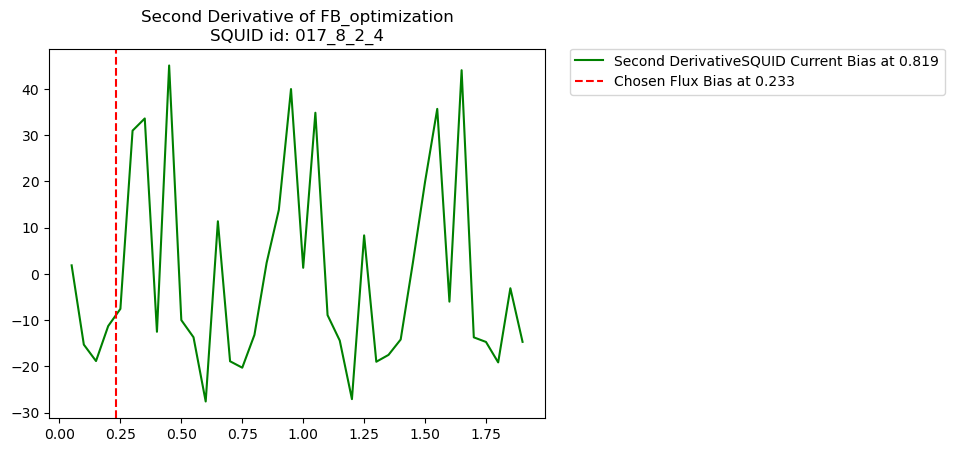 Second Derivative of FB_optimization
SQUID id: 017_8_2_4
Second DerivativeSQUID Current Bias at 0.819
Chosen Flux Bias at 0.233
40
30
20
10
0
−10
−20
−30
0.00 0.25 0.50 0.75 1.00 1.25 1.50 1.75